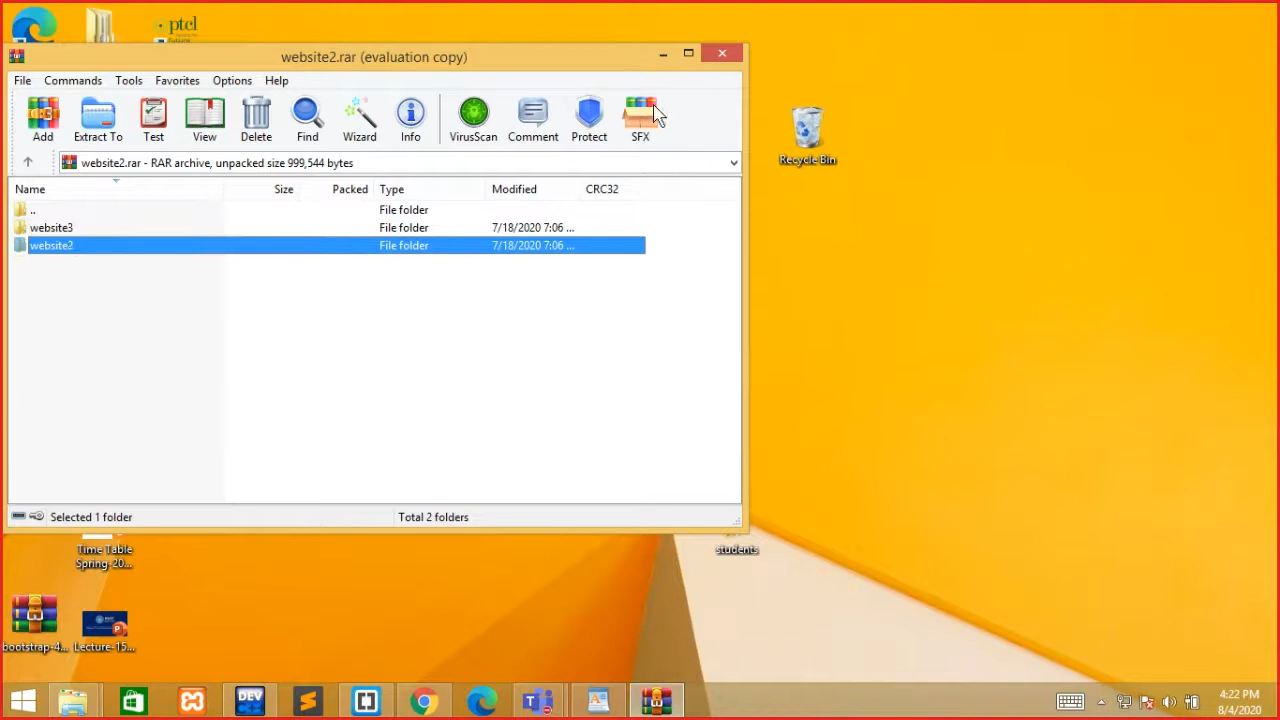 ptcl
website2.rar (evaluation copy)
File Commands Tools Favorites Options Help
Add Extract To Test View Delete Find Wizard Info VirusScan Comment Protect SFX
website2.rar - RAR archive, unpacked size 999,544 bytes
Name Size Packed Type Modified CRC32
.. File folder
website3 File folder 7/18/2020 7:06 ...
website2 File folder 7/18/2020 7:06 ...
Selected 1 folder Total 2 folders
Recycle Bin
Time Table
Spring-20...
students
bootstrap-4... Lecture-15...
DEV
4:22 PM
8/4/2020